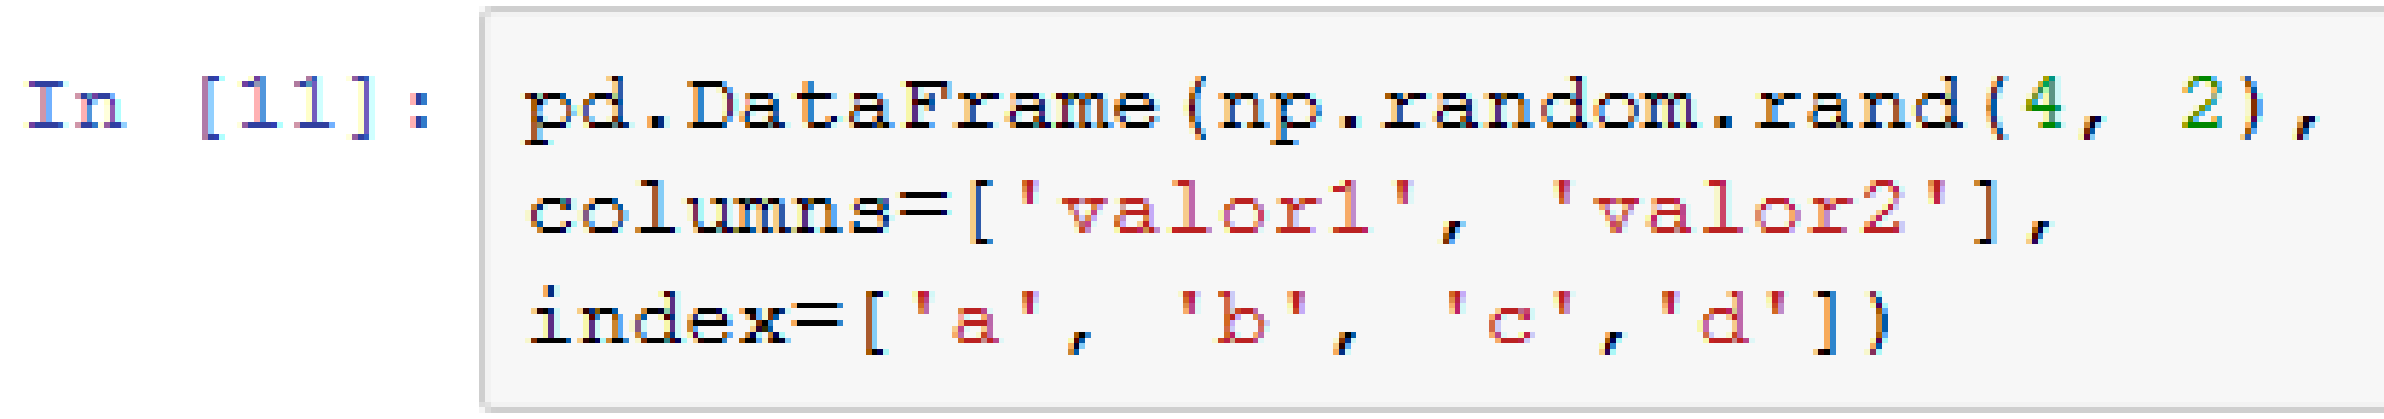 In [11]: pd.DataFrame(np.random.rand(4, 2),
columns=['valor1', 'valor2'],
index=['a', 'b', 'c','d'])